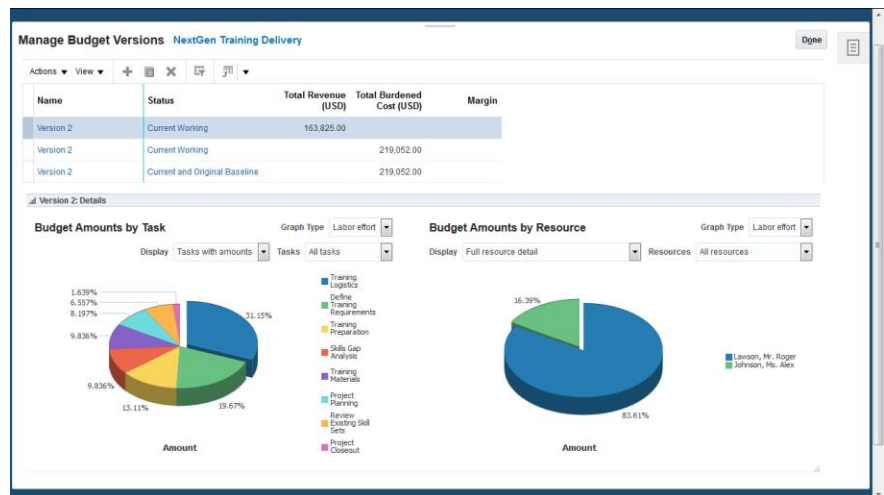 Manage Budget Versions NextGen Training Delivery
Done
Actions View
Name Status Total Revenue (USD) Total Burdened Cost (USD) Margin
Version 2 Current Working 163,825.00
Version 2 Current Working 219,052.00
Version 2 Current and Original Baseline 219,052.00
Version 2: Details
Budget Amounts by Task Graph Type Labor effort
Display Tasks with amounts Tasks All tasks
1.639%
6.557%
8.197%
9.836%
9.836%
13.11%
19.67%
31.15%
Amount
Training
Logistics
Define
Training
Requirements
Training
Preparation
Skills Gap
Analysis
Training
Materials
Project
Planning
Review
Existing Skill
Sets
Project
Closeout
Budget Amounts by Resource Graph Type Labor effort
Display Full resource detail Resources All resources
16.39%
83.61%
Amount
Lawson, Mr. Roger
Johnson, Ms. Alex